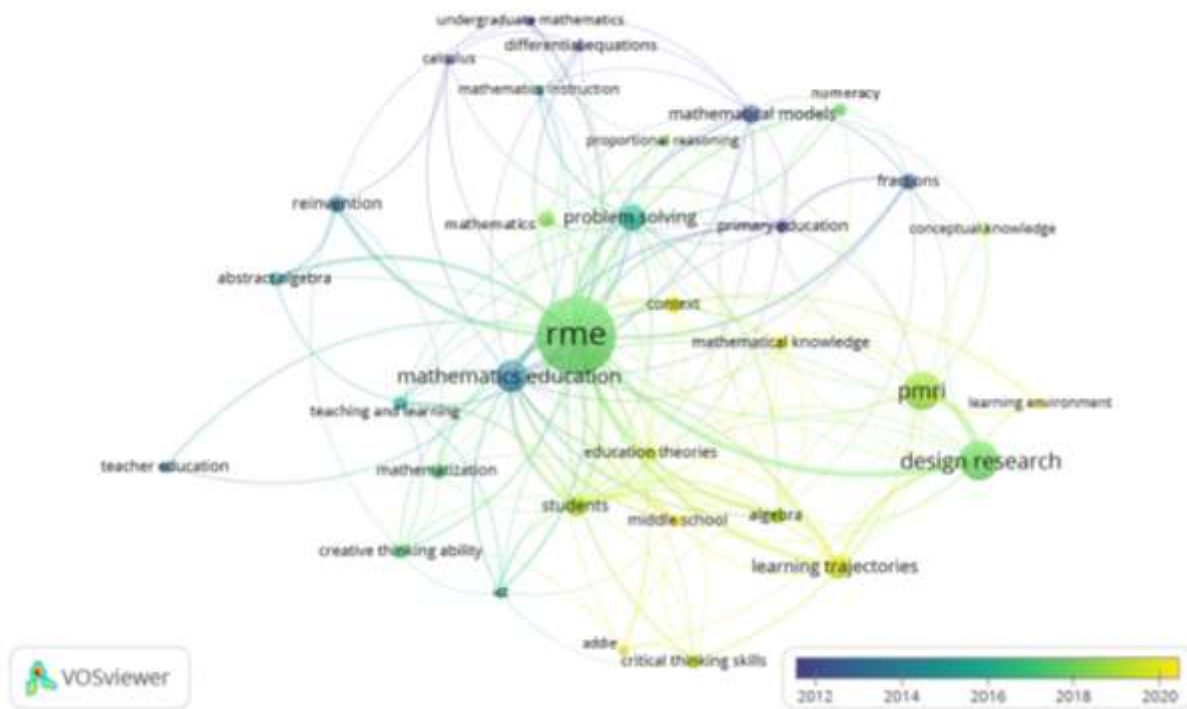 undergraduate mathematics
differential equations
calculus
mathematics instruction
numeracy
mathematical models
proportional reasoning
fractions
reinvention
problem solving
mathematics
primary education
conceptual knowledge
abstract algebra
context
rme
mathematical knowledge
mathematics education
pmri
learning environment
teaching and learning
education theories
design research
teacher education
mathematization
students
middle school
algebra
creative thinking ability
learning trajectories
addie
critical thinking skills
VOSviewer
2012 2014 2016 2018 2020